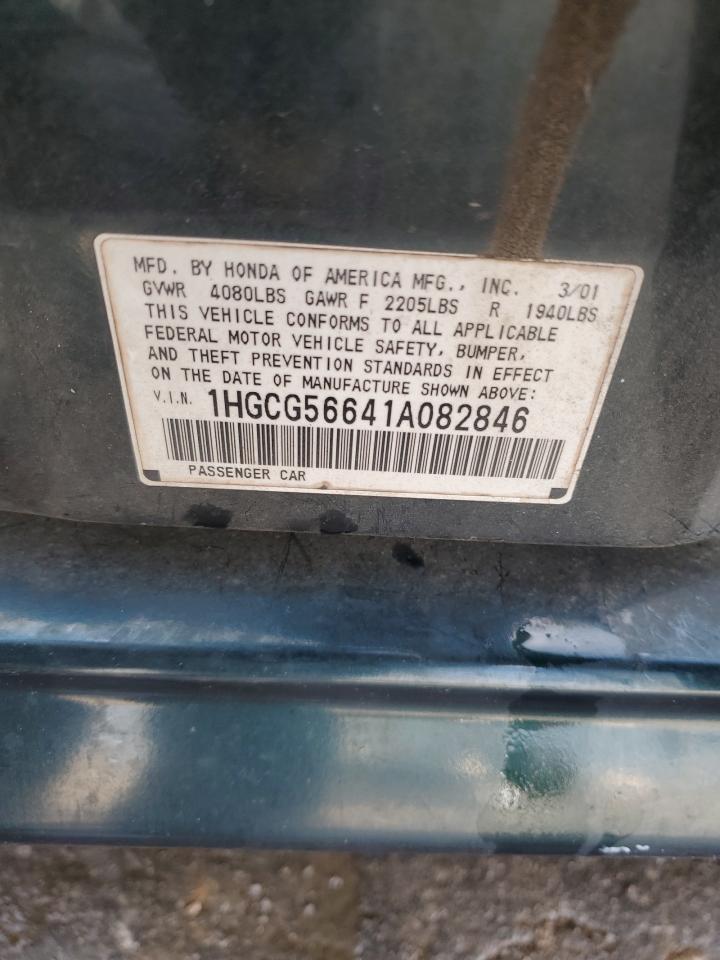 MFD. BY HONDA OF AMERICA MFG., INC. 3/01
GVWR 4080LBS GAWR F 2205LBS R 1940LBS
THIS VEHICLE CONFORMS TO ALL APPLICABLE
FEDERAL MOTOR VEHICLE SAFETY, BUMPER,
AND THEFT PREVENTION STANDARDS IN EFFECT
ON THE DATE OF MANUFACTURE SHOWN ABOVE:
V.I.N. 1HGCG56641A082846
PASSENGER CAR